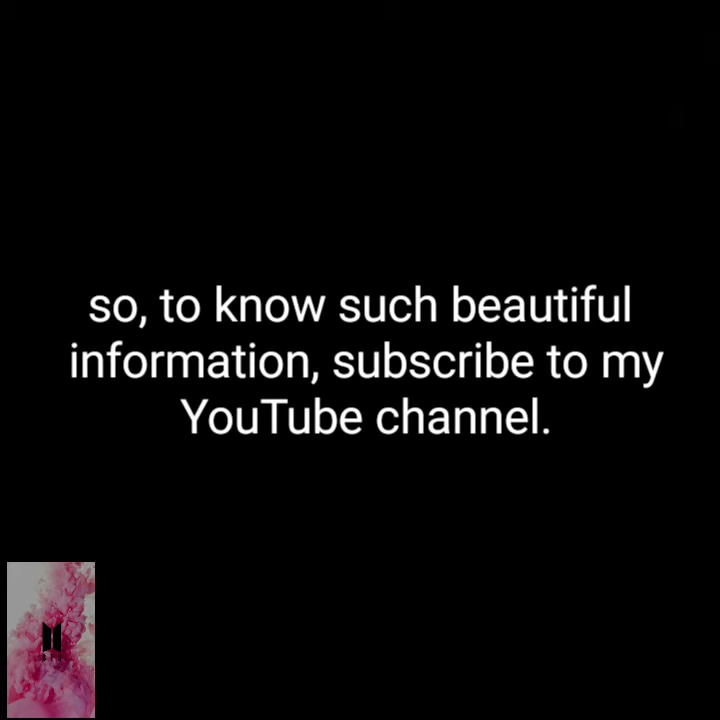 so, to know such beautiful
information, subscribe to my
YouTube channel.